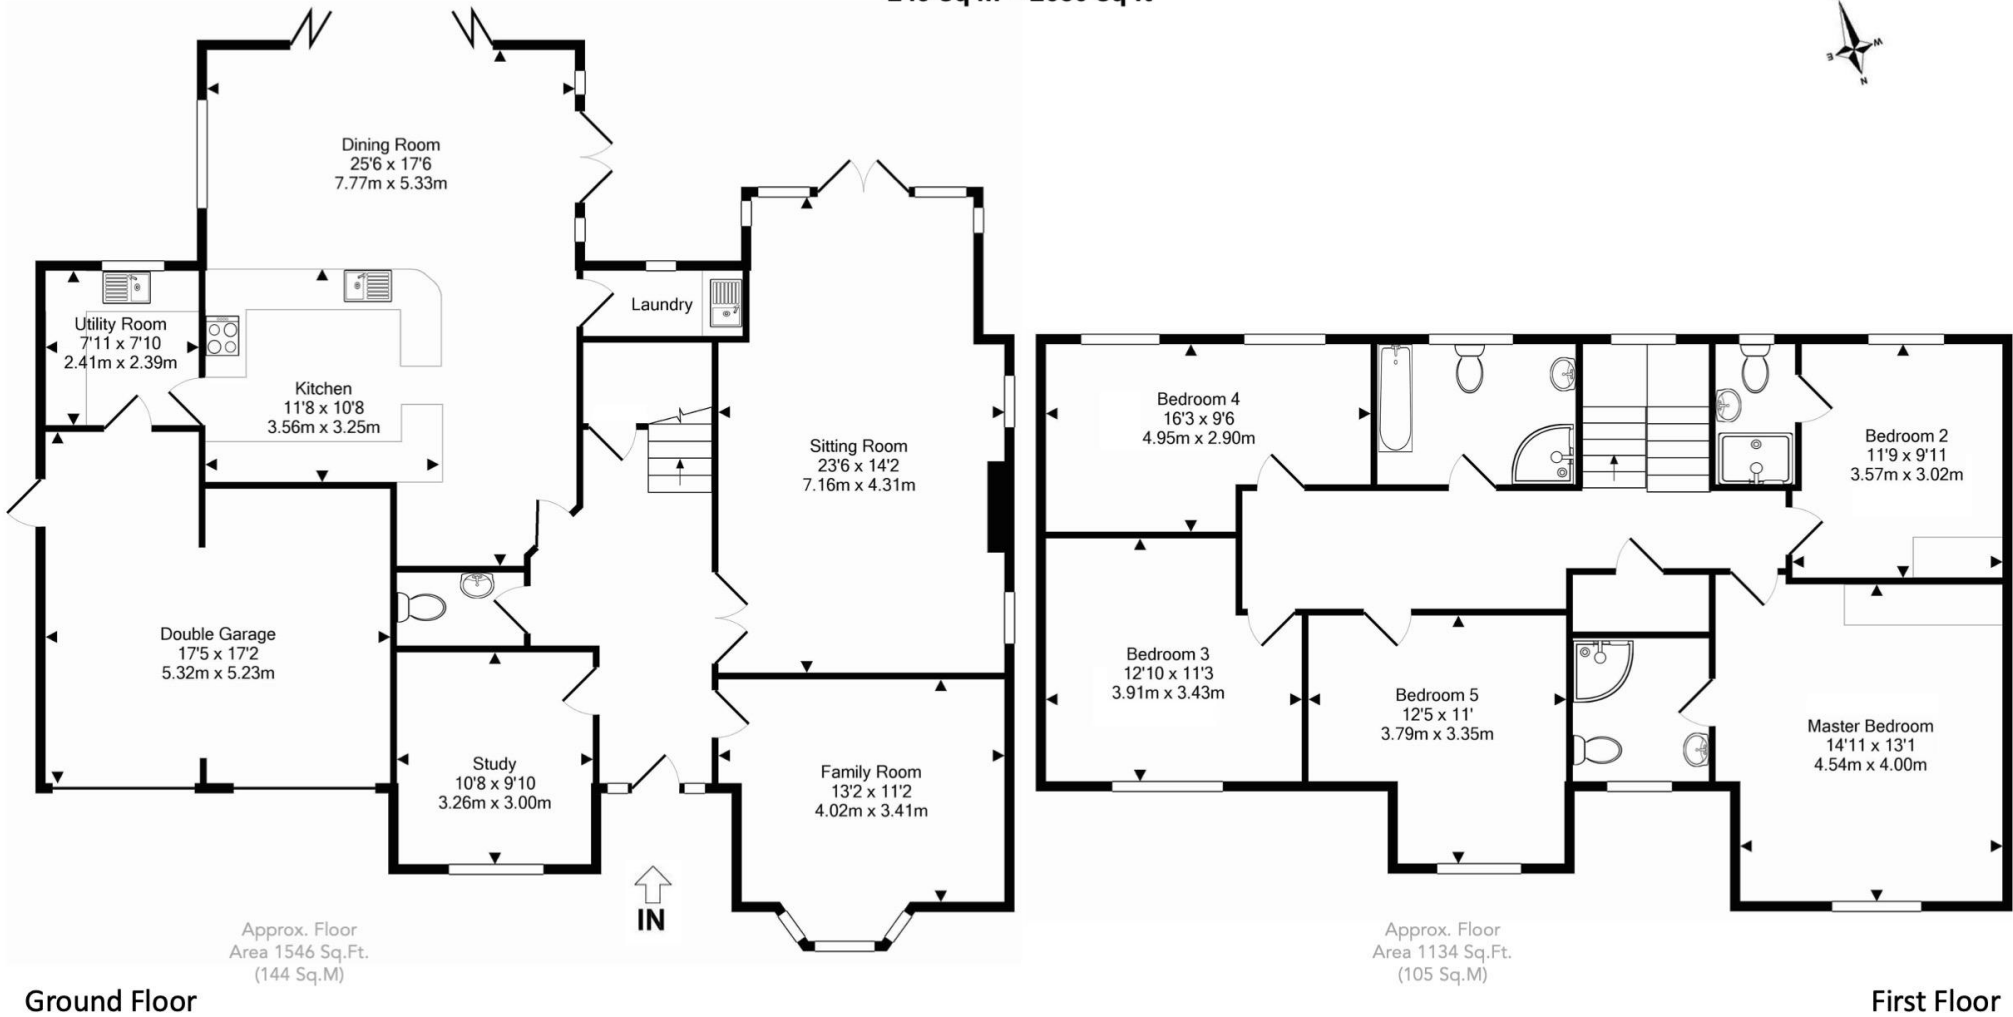 Dining Room
25'6 x 17'6
7.77m x 5.33m
Laundry
Utility Room
7'11 x 7'10
2.41m x 2.39m
Kitchen
11'8 x 10'8
3.56m x 3.25m
Sitting Room
23'6 x 14'2
7.16m x 4.31m
Double Garage
17'5 x 17'2
5.32m x 5.23m
Study
10'8 x 9'10
3.26m x 3.00m
Family Room
13'2 x 11'2
4.02m x 3.41m
IN
Approx. Floor
Area 1546 Sq.Ft.
(144 Sq.M)
Ground Floor
W
E
N
Bedroom 4
16'3 x 9'6
4.95m x 2.90m
Bedroom 2
11'9 x 9'11
3.57m x 3.02m
Bedroom 3
12'10 x 11'3
3.91m x 3.43m
Bedroom 5
12'5 x 11'
3.79m x 3.35m
Master Bedroom
14'11 x 13'1
4.54m x 4.00m
Approx. Floor
Area 1134 Sq.Ft.
(105 Sq.M)
First Floor